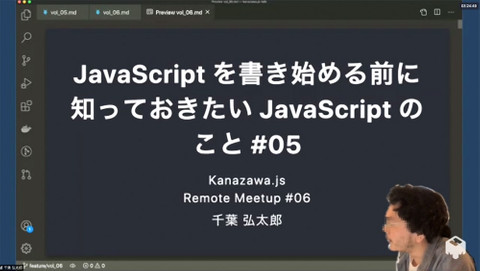 vol_05.md
vol_06.md
Preview vol_06.md
JavaScript を書き始める前に
知っておきたい JavaScript の
こと #05
Kanazawa.js
Remote Meetup #06
千葉 弘太郎
feature/vol_06
0
0